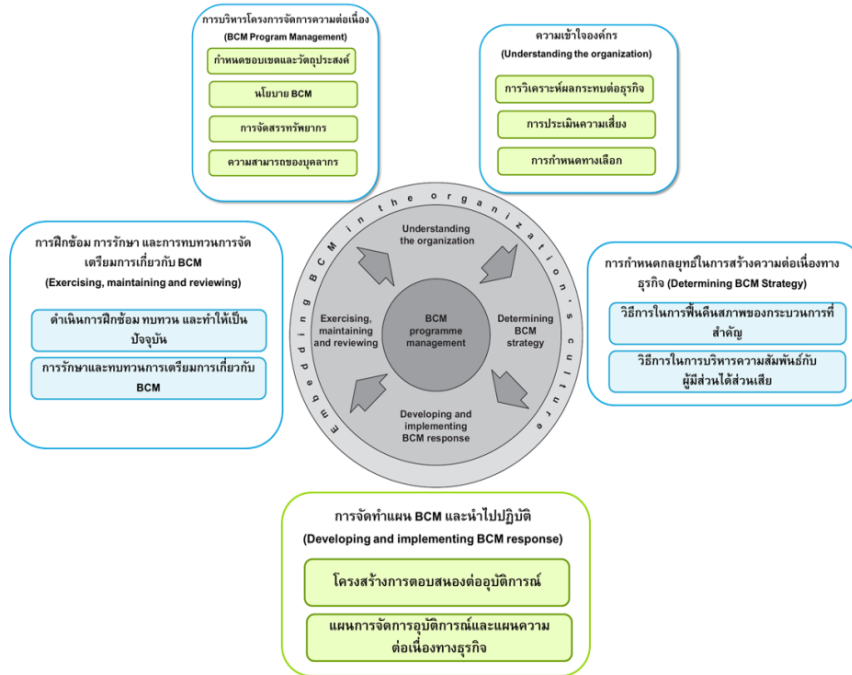 การบริหารโครงการจัดการความต่อเนื่อง
(BCM Program Management)
กำหนดขอบเขตและวัตถุประสงค์
นโยบาย BCM
การจัดสรรทรัพยากร
ความสามารถของบุคลากร
ความเข้าใจองค์กร
(Understanding the organization)
การวิเคราะห์ผลกระทบต่อธุรกิจ
การประเมินความเสี่ยง
การกำหนดทางเลือก
การฝึกซ้อม การรักษา และการทบทวนการจัด
เตรียมการเกี่ยวกับ BCM
(Exercising, maintaining and reviewing)
ดำเนินการฝึกซ้อม ทบทวน และทำให้เป็น
ปัจจุบัน
การรักษาและทบทวนการเตรียมการเกี่ยวกับ
BCM
Embedding BCM in the organization's culture
Understanding
the organization
Exercising,
maintaining
and reviewing
BCM
programme
management
Determining
BCM
strategy
Developing and
implementing
BCM response
การกำหนดกลยุทธ์ในการสร้างความต่อเนื่องทาง
ธุรกิจ (Determining BCM Strategy)
วิธีการในการฟื้นคืนสภาพของกระบวนการที่
สำคัญ
วิธีการในการบริหารความสัมพันธ์กับ
ผู้มีส่วนได้ส่วนเสีย
การจัดทำแผน BCM และนำไปปฏิบัติ
(Developing and implementing BCM response)
โครงสร้างการตอบสนองต่ออุบัติการณ์
แผนการจัดการอุบัติการณ์และแผนความ
ต่อเนื่องทางธุรกิจ